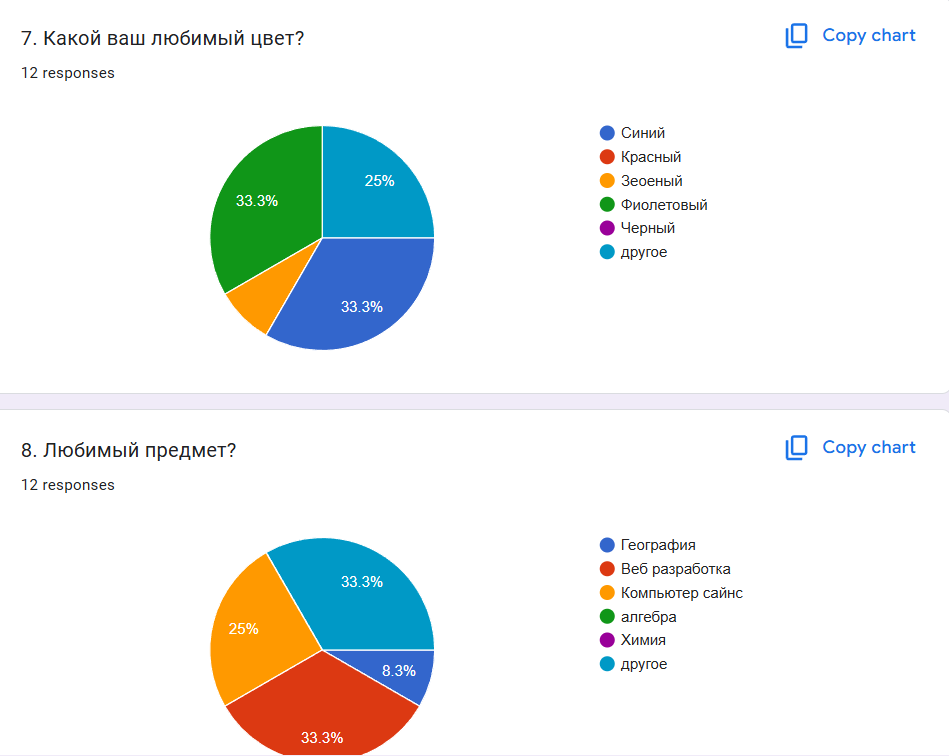 7. Какой ваш любимый цвет?
Copy chart
12 responses
25%
33.3%
33.3%
Синий
Красный
Зеоеный
Фиолетовый
Черный
другое
8. Любимый предмет?
Copy chart
12 responses
33.3%
25%
8.3%
33.3%
География
Веб разработка
Компьютер сайнс
алгебра
Химия
другое